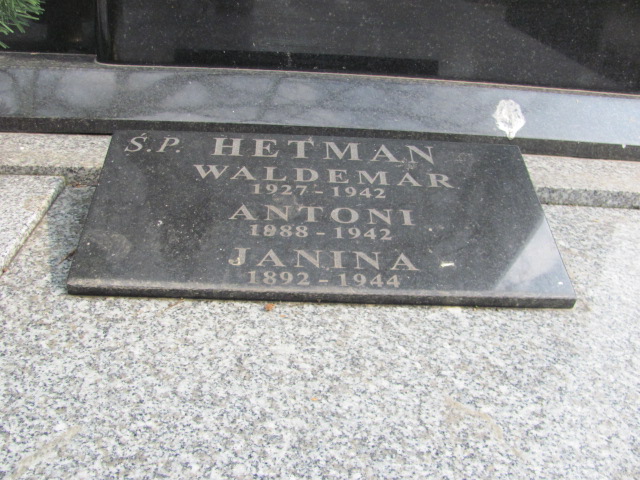 Ś.P. HETMAN
WALDEMAR
1927-1942
ANTONI
1888-1942
JANINA
1892-1944